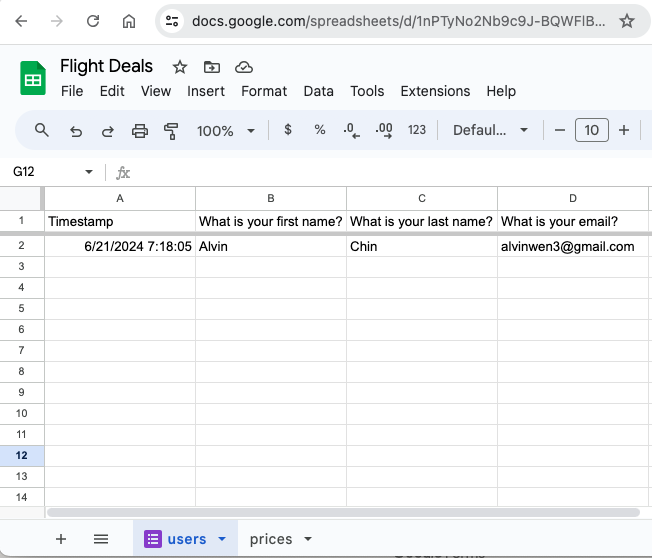 docs.google.com/spreadsheets/d/1nPTyNo2Nb9c9J-BQWFIB...
Flight Deals
File Edit View Insert Format Data Tools Extensions Help
100% $ % .0 .00 123 Defaul... − 10 +
G12 fx
A B C D
1 Timestamp What is your first name? What is your last name? What is your email?
2 6/21/2024 7:18:05 Alvin Chin alvinwen3@gmail.com
3
4
5
6
7
8
9
10
11
12
13
14
+ users prices